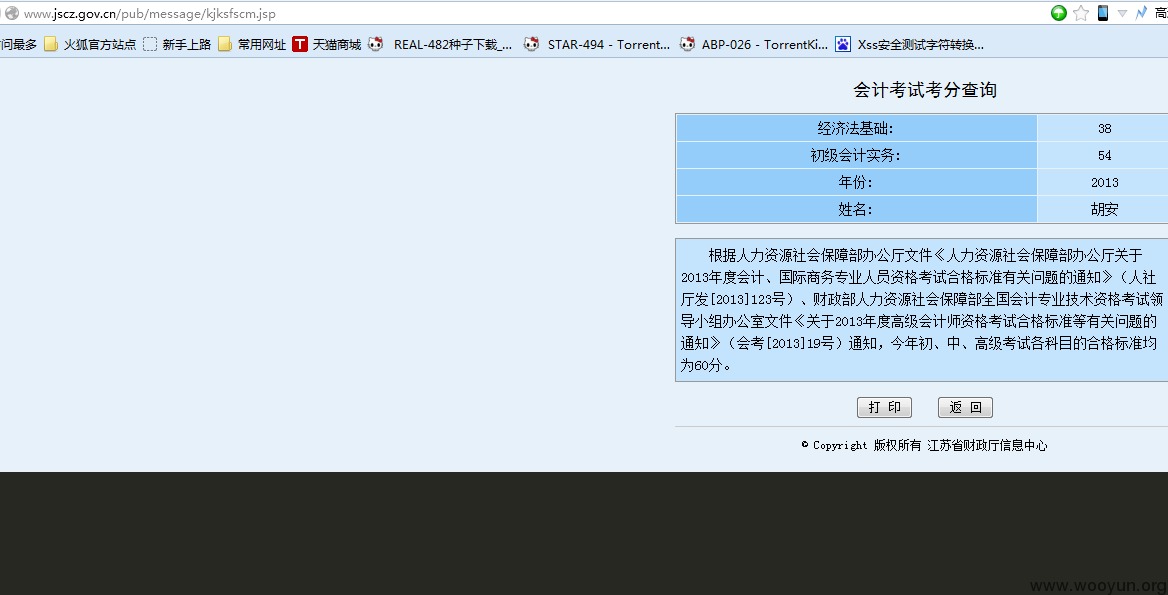 www.jscz.gov.cn/pub/message/kjksfscm.jsp
问最多 火狐官方站点 新手上路 常用网址 T 天猫商城 REAL-482种子下载_... STAR-494 - Torrent... ABP-026 - TorrentKi... Xss安全测试字符转换...
会计考试考分查询
经济法基础: 38
初级会计实务: 54
年份: 2013
姓名: 胡安
根据人力资源社会保障部办公厅文件《人力资源社会保障部办公厅关于
2013年度会计、国际商务专业人员资格考试合格标准有关问题的通知》（人社
厅发[2013]123号）、财政部人力资源社会保障部全国会计专业技术资格考试领
导小组办公室文件《关于2013年度高级会计师资格考试合格标准等有关问题的
通知》（会考[2013]19号）通知，今年初、中、高级考试各科目的合格标准均
为60分。
打 印 返 回
© Copyright 版权所有 江苏省财政厅信息中心
www.wooyun.org